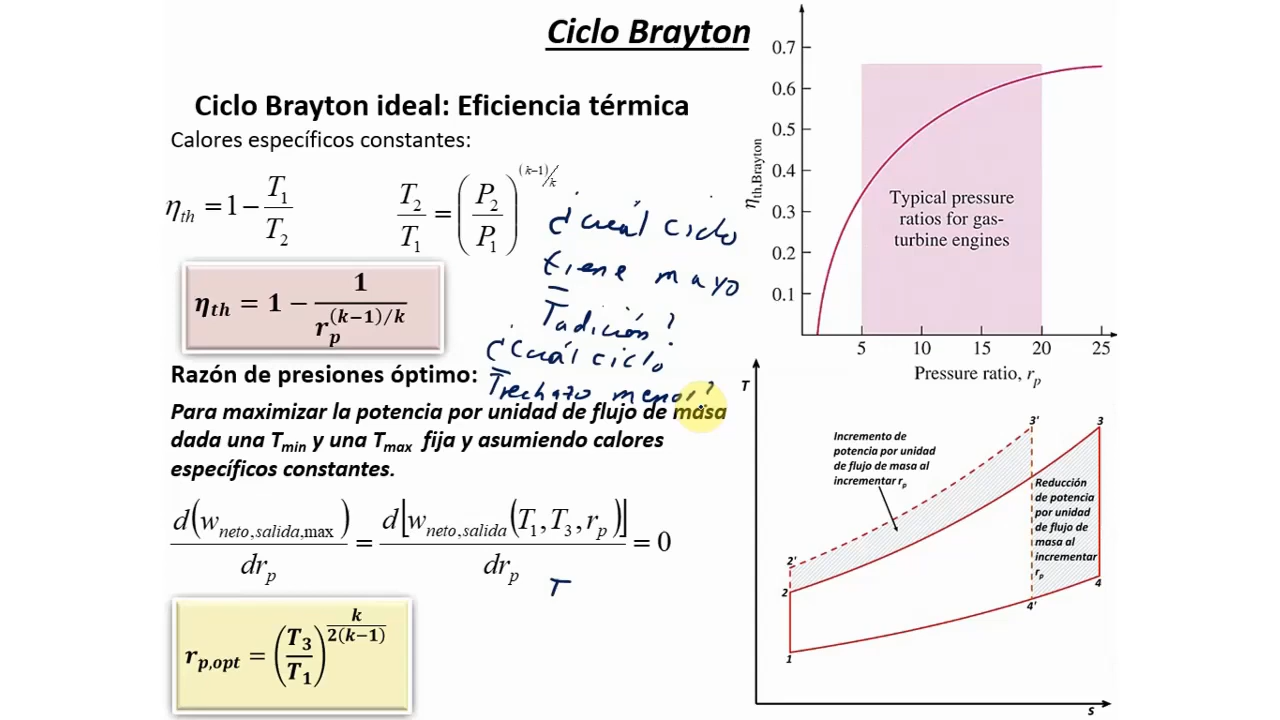 Ciclo Brayton
Ciclo Brayton ideal: Eficiencia térmica
Calores específicos constantes:
η_th = 1 − T_1 / T_2
T_2 / T_1 = (P_2 / P_1)^((k−1)/k)
η_th = 1 − 1 / r_p^((k−1)/k)
¿Cuál ciclo
tiene mayo
T̄ adición?
¿Cuál ciclo
T̄ rechazo menor?
Razón de presiones óptimo:
Para maximizar la potencia por unidad de flujo de masa
dada una T_min y una T_max fija y asumiendo calores
específicos constantes.
d(w_neto,salida,max) / dr_p = d[w_neto,salida(T_1, T_3, r_p)] / dr_p = 0
T
r_p,opt = (T_3 / T_1)^(k / 2(k−1))
η_th,Brayton
0.7
0.6
0.5
0.4
0.3
0.2
0.1
Typical pressure
ratios for gas-
turbine engines
5 10 15 20 25
Pressure ratio, r_p
T
Incremento de
potencia por unidad
de flujo de masa al
incrementar r_p
3' 3
Reducción
de potencia
por unidad
de flujo de
masa al
incrementar
r_p
2'
2
4
4'
1
s